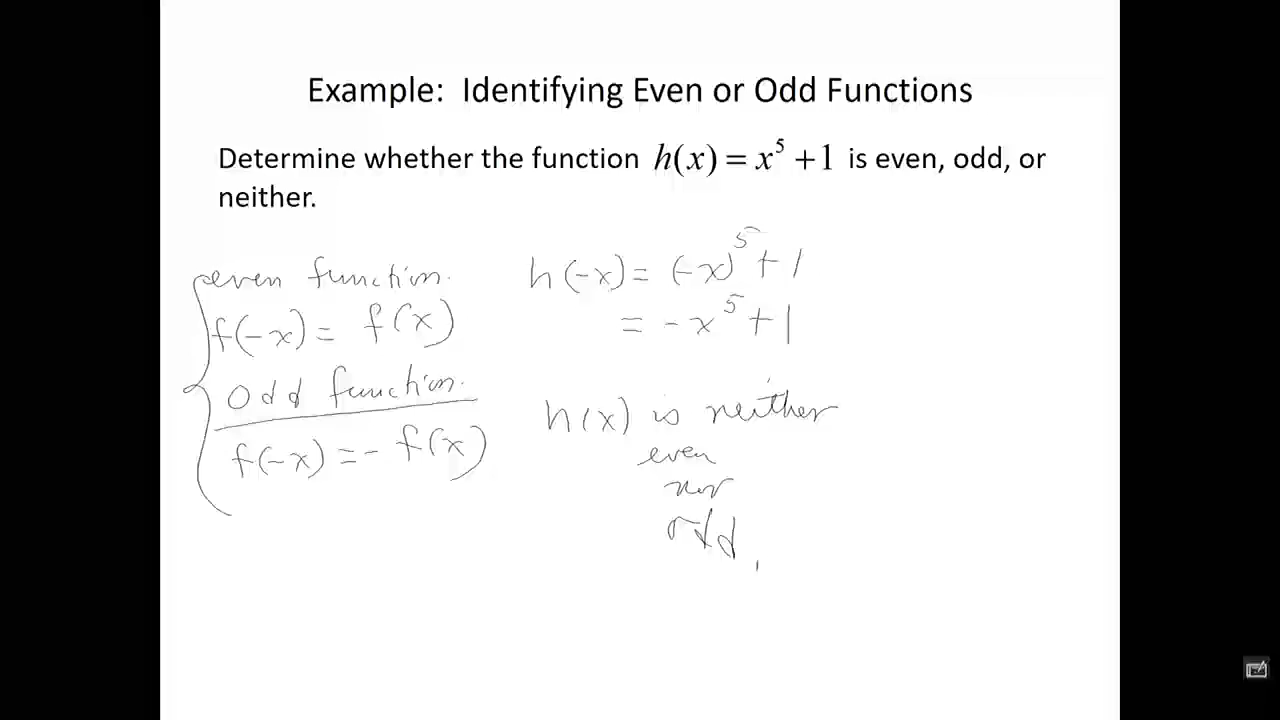 Example: Identifying Even or Odd Functions
Determine whether the function h(x) = x⁵ + 1 is even, odd, or
neither.
even function.
f(-x) = f(x)
Odd function.
f(-x) = - f(x)
h(-x) = (-x)⁵ + 1
= -x⁵ + 1
h(x) is neither
even
nor
odd